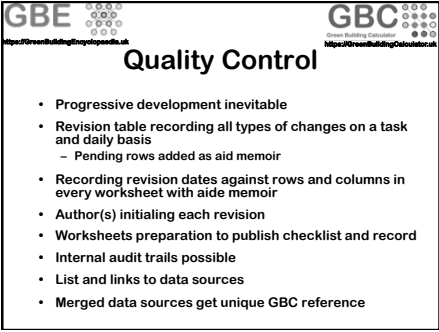 GBE
GBC
Green Building Calculator
https://GreenBuildingEncyclopaedia.uk
https://GreenBuildingCalculator.uk
Quality Control
• Progressive development inevitable
• Revision table recording all types of changes on a task
and daily basis
– Pending rows added as aid memoir
• Recording revision dates against rows and columns in
every worksheet with aide memoir
• Author(s) initialing each revision
• Worksheets preparation to publish checklist and record
• Internal audit trails possible
• List and links to data sources
• Merged data sources get unique GBC reference